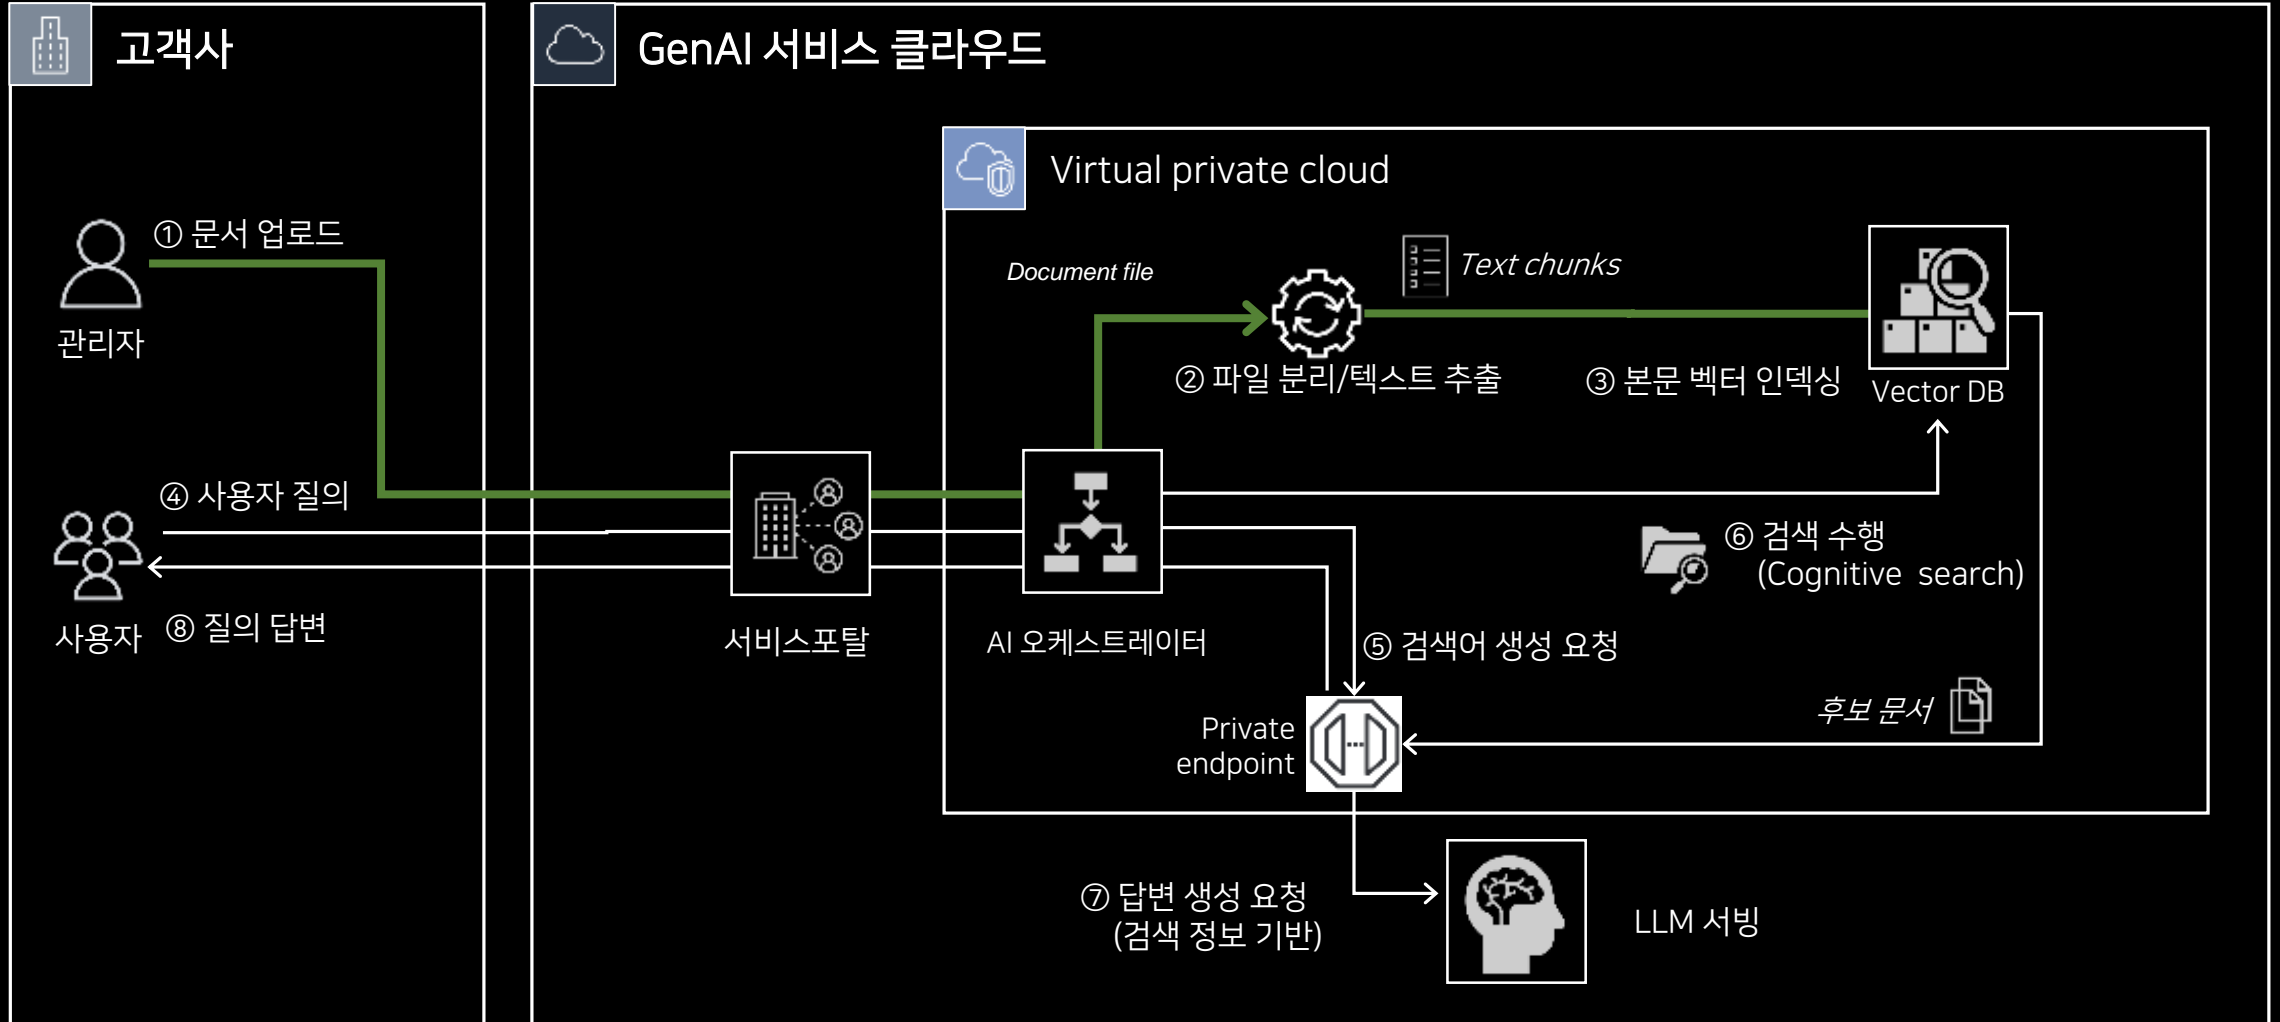 고객사
GenAI 서비스 클라우드
Virtual private cloud
① 문서 업로드
관리자
Document file
Text chunks
② 파일 분리/텍스트 추출
③ 본문 벡터 인덱싱
Vector DB
④ 사용자 질의
사용자
⑧ 질의 답변
서비스포탈
AI 오케스트레이터
⑥ 검색 수행
(Cognitive search)
⑤ 검색어 생성 요청
후보 문서
Private
endpoint
⑦ 답변 생성 요청
(검색 정보 기반)
LLM 서빙